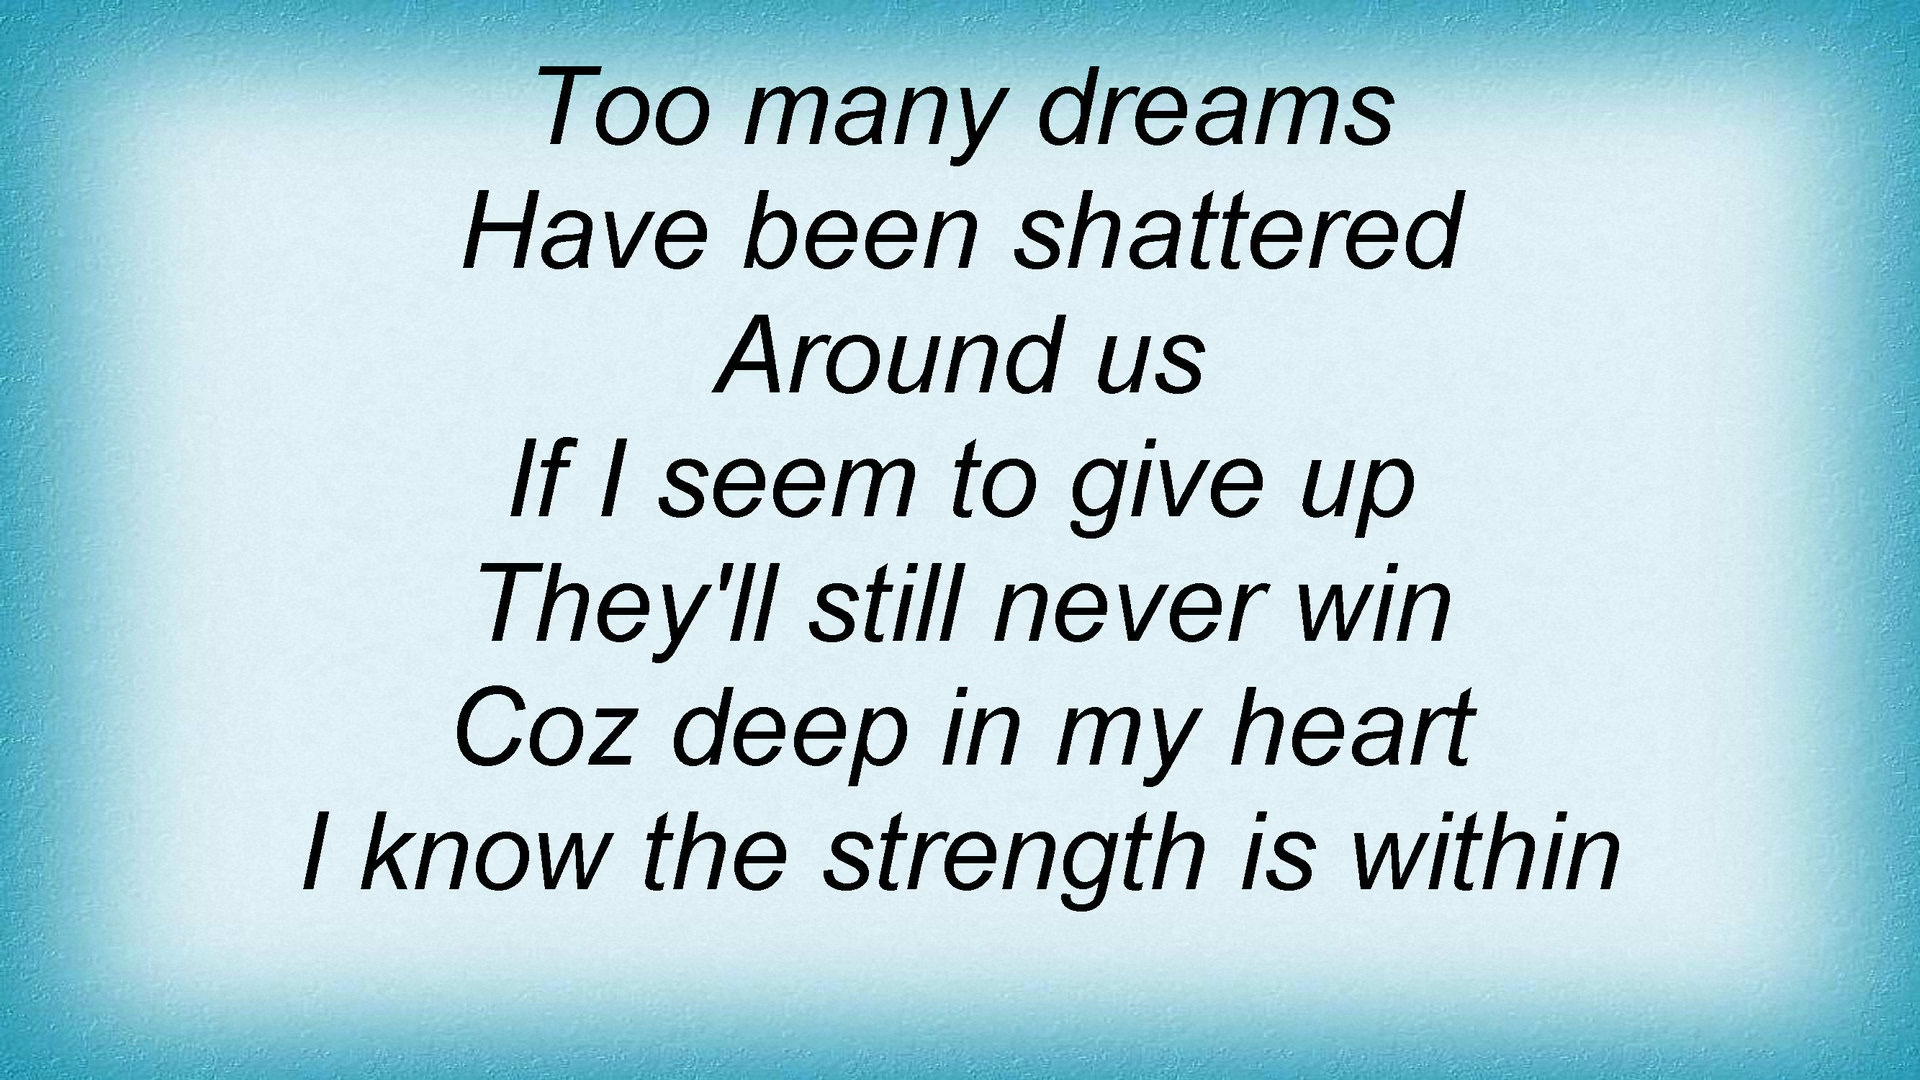 Too many dreams
Have been shattered
Around us
If I seem to give up
They'll still never win
Coz deep in my heart
I know the strength is within